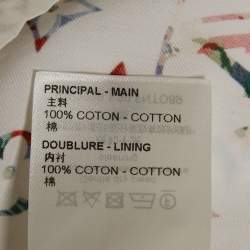 PRINCIPAL - MAIN
主料
100% COTON - COTTON
棉
DOUBLURE - LINING
内衬
100% COTON - COTTON
棉